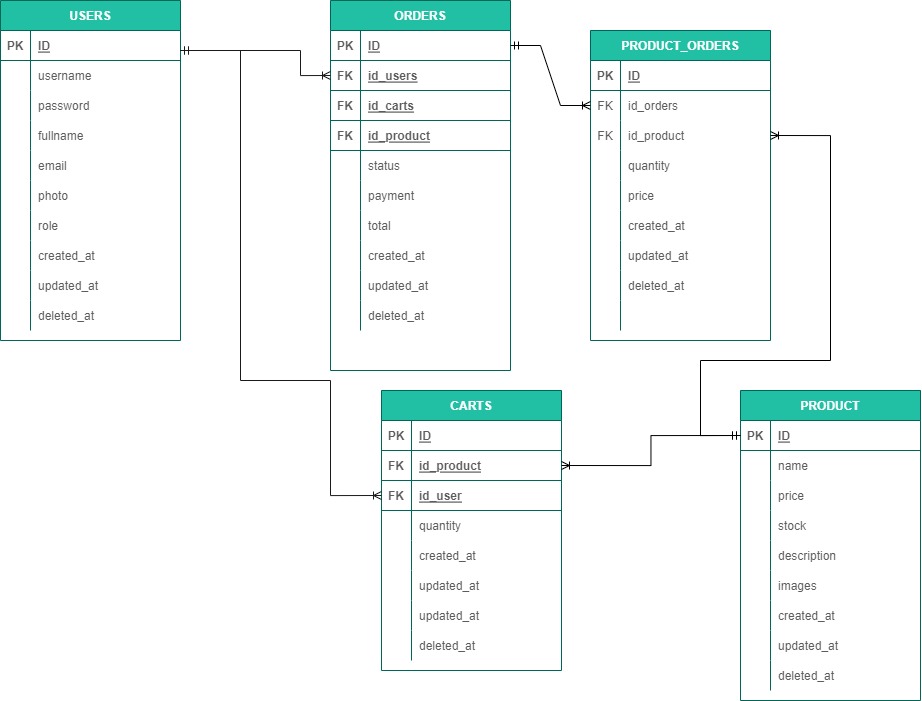 USERS
PK ID
username
password
fullname
email
photo
role
created_at
updated_at
deleted_at
ORDERS
PK ID
FK id_users
FK id_carts
FK id_product
status
payment
total
created_at
updated_at
deleted_at
PRODUCT_ORDERS
PK ID
FK id_orders
FK id_product
quantity
price
created_at
updated_at
deleted_at
CARTS
PK ID
FK id_product
FK id_user
quantity
created_at
updated_at
updated_at
deleted_at
PRODUCT
PK ID
name
price
stock
description
images
created_at
updated_at
deleted_at